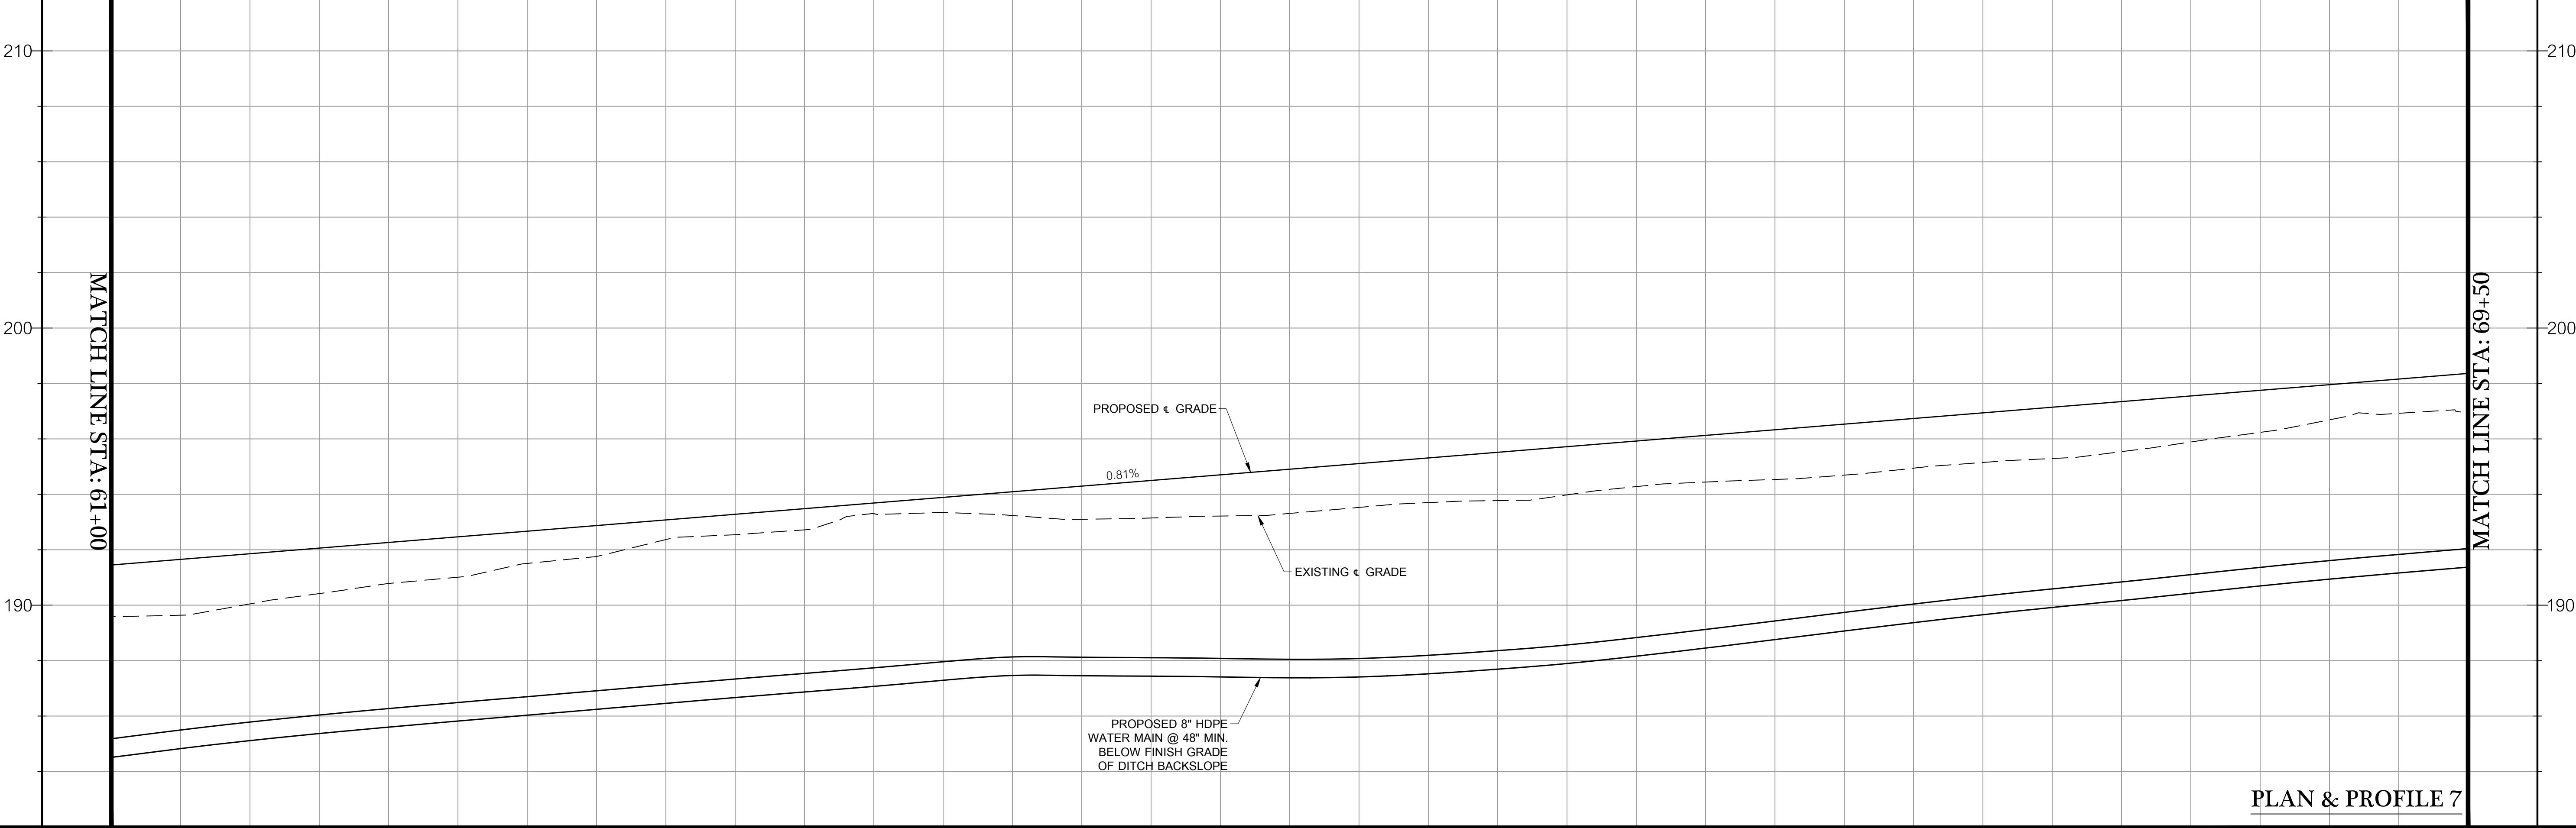 210
210
200
200
190
190
MATCH LINE STA: 61+00
MATCH LINE STA: 69+50
PROPOSED ℄ GRADE
0.81%
EXISTING ℄ GRADE
PROPOSED 8" HDPE
WATER MAIN @ 48" MIN.
BELOW FINISH GRADE
OF DITCH BACKSLOPE
PLAN & PROFILE 7